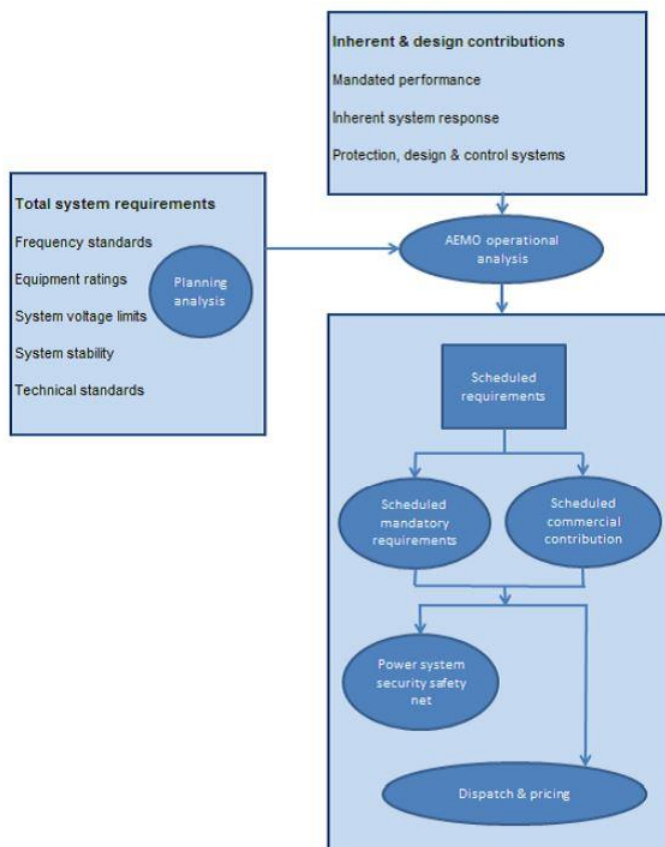 Inherent & design contributions
Mandated performance
Inherent system response
Protection, design & control systems
Total system requirements
Frequency standards
Equipment ratings
System voltage limits
System stability
Technical standards
Planning
analysis
AEMO operational
analysis
Scheduled
requirements
Scheduled
mandatory
requirements
Scheduled
commercial
contribution
Power system
security safety
net
Dispatch & pricing